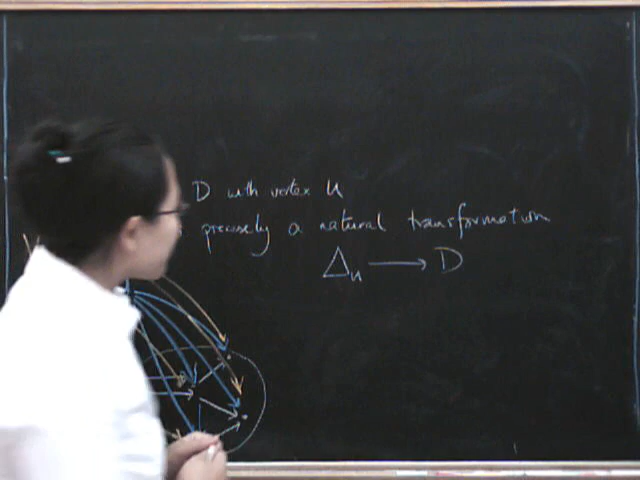 D with vertex U
precisely a natural transformation
Δ_U → D